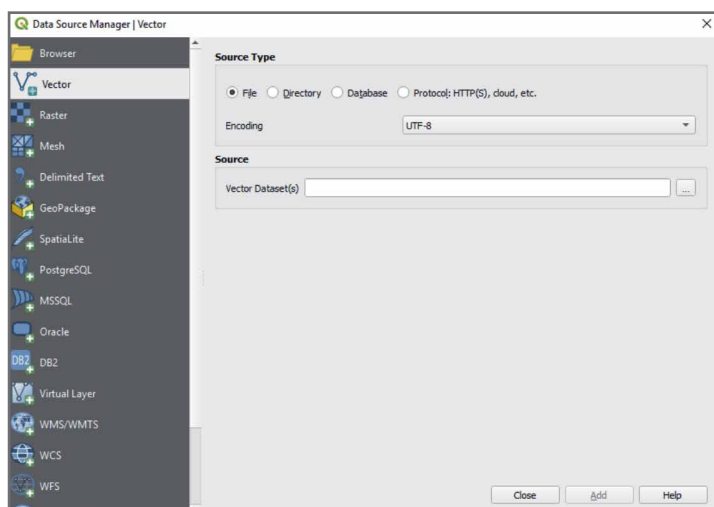 Data Source Manager | Vector
Browser
Vector
Raster
Mesh
Delimited Text
GeoPackage
SpatiaLite
PostgreSQL
MSSQL
Oracle
DB2 DB2
Virtual Layer
WMS/WMTS
WCS
WFS
Source Type
File Directory Database Protocol: HTTP(S), cloud, etc.
Encoding UTF-8
Source
Vector Dataset(s) ...
Close Add Help